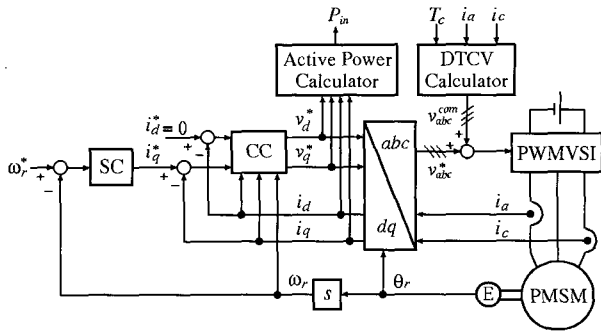 P_in
T_c i_a i_c
Active Power
Calculator
DTCV
Calculator
v_abc^com
i_d^*=0
v_d^*
abc
+
+
-
+
ω_r^*
SC
i_q^*
CC
v_q^*
v_abc^*
PWMVSI
+
-
+
-
i_d
i_a
i_q
dq
i_c
ω_r
s
θ_r
E
PMSM